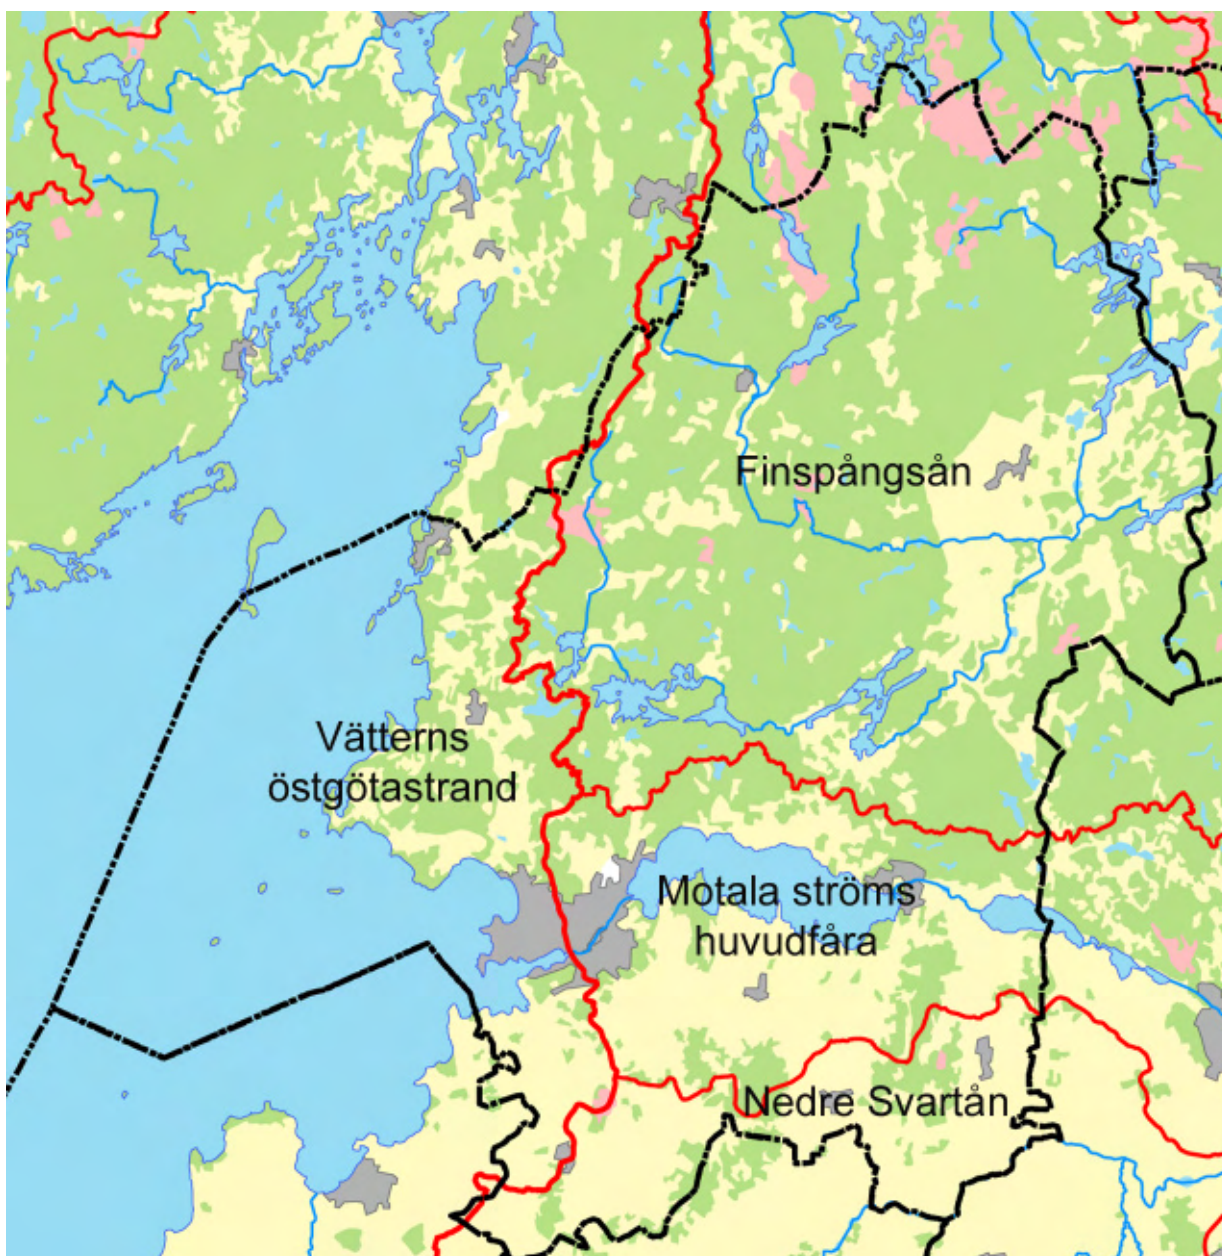 Finspångsån
Vätterns
östgötastrand
Motala ströms
huvudfåra
Nedre Svartån